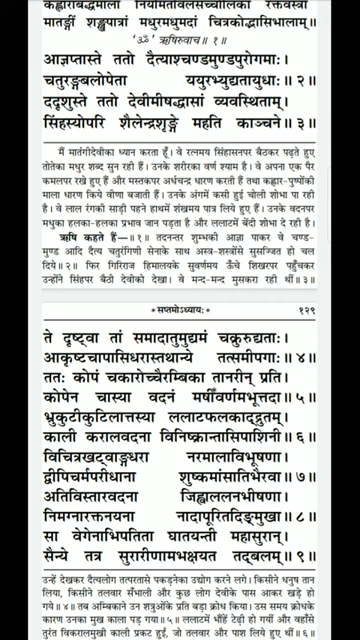 कह्लाराबद्धमालां नियमितविलसच्चोलिकां रक्तवस्त्रां
मातङ्गीं शङ्खपात्रां मधुरमधुमदां चित्रकोद्भासिभालाम्॥
'ॐ' ऋषिरुवाच॥ १॥
आज्ञप्तास्ते ततो दैत्याश्चण्डमुण्डपुरोगमाः।
चतुरङ्गबलोपेता ययुरभ्युद्यतायुधाः॥ २॥
ददृशुस्ते ततो देवीमीषद्धासां व्यवस्थिताम्।
सिंहस्योपरि शैलेन्द्रशृङ्गे महति काञ्चने॥ ३॥
मैं मातंगीदेवीका ध्यान करता हूँ। वे रत्नमय सिंहासनपर बैठकर पढ़ते हुए
तोतेका मधुर शब्द सुन रही हैं। उनके शरीरका वर्ण श्याम है। वे अपना एक पैर
कमलपर रखे हुए हैं और मस्तकपर अर्धचन्द्र धारण करती हैं तथा कह्लार-पुष्पोंकी
माला धारण किये वीणा बजाती हैं। उनके अंगमें कसी हुई चोली शोभा पा रही
है। वे लाल रंगकी साड़ी पहने हाथमें शंखमय पात्र लिये हुए हैं। उनके वदनपर
मधुका हलका-हलका प्रभाव जान पड़ता है और ललाटमें बेंदी शोभा दे रही है।
ऋषि कहते हैं—॥ १॥ तदनन्तर शुम्भकी आज्ञा पाकर वे चण्ड-
मुण्ड आदि दैत्य चतुरंगिणी सेनाके साथ अस्त्र-शस्त्रोंसे सुसज्जित हो चल
दिये॥ २॥ फिर गिरिराज हिमालयके सुवर्णमय ऊँचे शिखरपर पहुँचकर
उन्होंने सिंहपर बैठी देवीको देखा। वे मन्द-मन्द मुसकरा रही थीं॥ ३॥
* सप्तमोऽध्यायः * १२९
ते दृष्ट्वा तां समादातुमुद्यमं चक्रुरुद्यताः।
आकृष्टचापासिधरास्तथान्ये तत्समीपगाः॥ ४॥
ततः कोपं चकारोच्चैरम्बिका तानरीन् प्रति।
कोपेन चास्या वदनं मषीवर्णमभूत्तदा॥ ५॥
भ्रुकुटीकुटिलात्तस्या ललाटफलकाद्द्रुतम्।
काली करालवदना विनिष्क्रान्तासिपाशिनी॥ ६॥
विचित्रखट्वाङ्गधरा नरमालाविभूषणा।
द्वीपिचर्मपरीधाना शुष्कमांसातिभैरवा॥ ७॥
अतिविस्तारवदना जिह्वाललनभीषणा।
निमग्नारक्तनयना नादापूरितदिङ्मुखा॥ ८॥
सा वेगेनाभिपतिता घातयन्ती महासुरान्।
सैन्ये तत्र सुरारीणामभक्षयत तद्बलम्॥ ९॥
उन्हें देखकर दैत्यलोग तत्परतासे पकड़नेका उद्योग करने लगे। किसीने धनुष तान
लिया, किसीने तलवार सँभाली और कुछ लोग देवीके पास आकर खड़े हो
गये॥ ४॥ तब अम्बिकाने उन शत्रुओंके प्रति बड़ा क्रोध किया। उस समय क्रोधके
कारण उनका मुख काला पड़ गया॥ ५॥ ललाटमें भौंहें टेढ़ी हो गयीं और वहाँसे
तुरंत विकरालमुखी काली प्रकट हुईं, जो तलवार और पाश लिये हुए थीं॥ ६॥